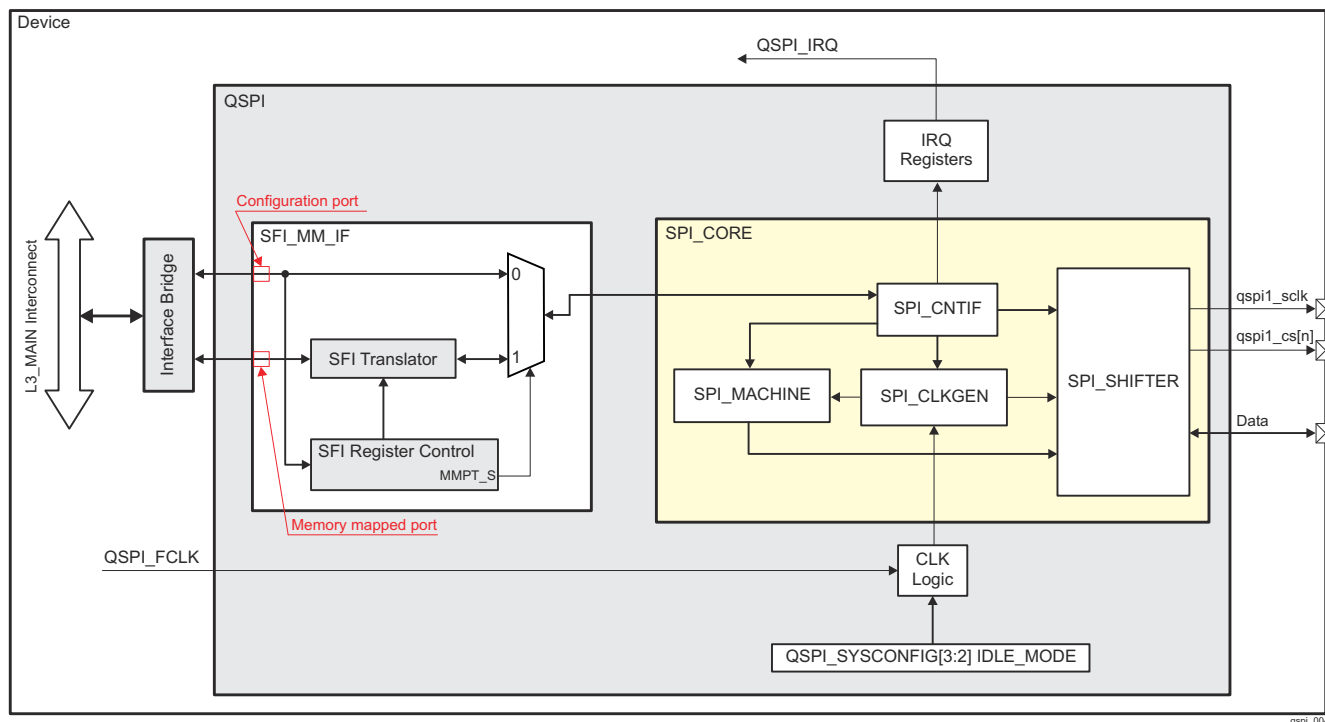 Device
QSPI_IRQ
QSPI
IRQ
Registers
Configuration port
SFI_MM_IF
SPI_CORE
L3_MAIN Interconnect
Interface Bridge
0
SPI_CNTIF
qspi1_sclk
qspi1_cs[n]
SFI Translator
1
SPI_MACHINE
SPI_CLKGEN
SPI_SHIFTER
Data
SFI Register Control
MMPT_S
Memory mapped port
QSPI_FCLK
CLK
Logic
QSPI_SYSCONFIG[3:2] IDLE_MODE